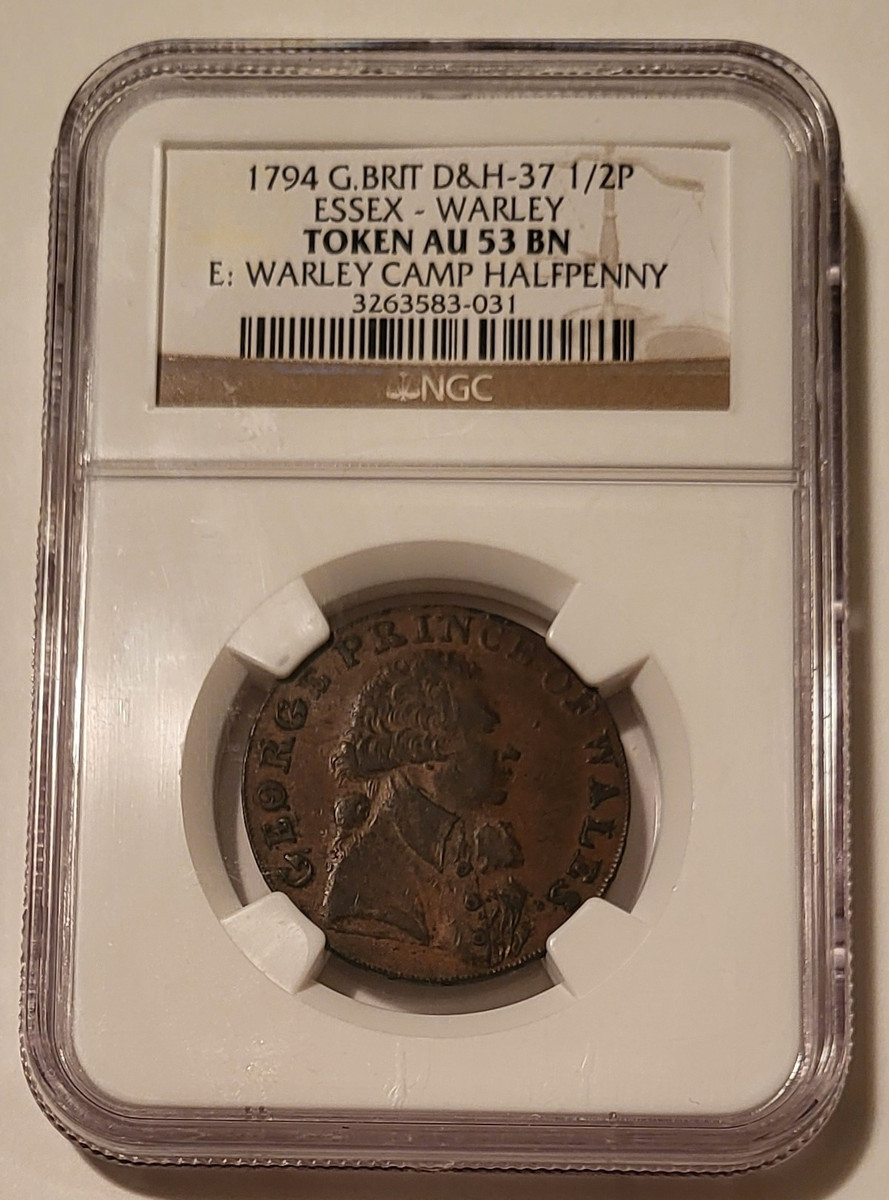 1794 G.BRIT D&H-37 1/2P
ESSEX - WARLEY
TOKEN AU 53 BN
E: WARLEY CAMP HALFPENNY
3263583-031
NGC
GEORGE PRINCE OF WALES.